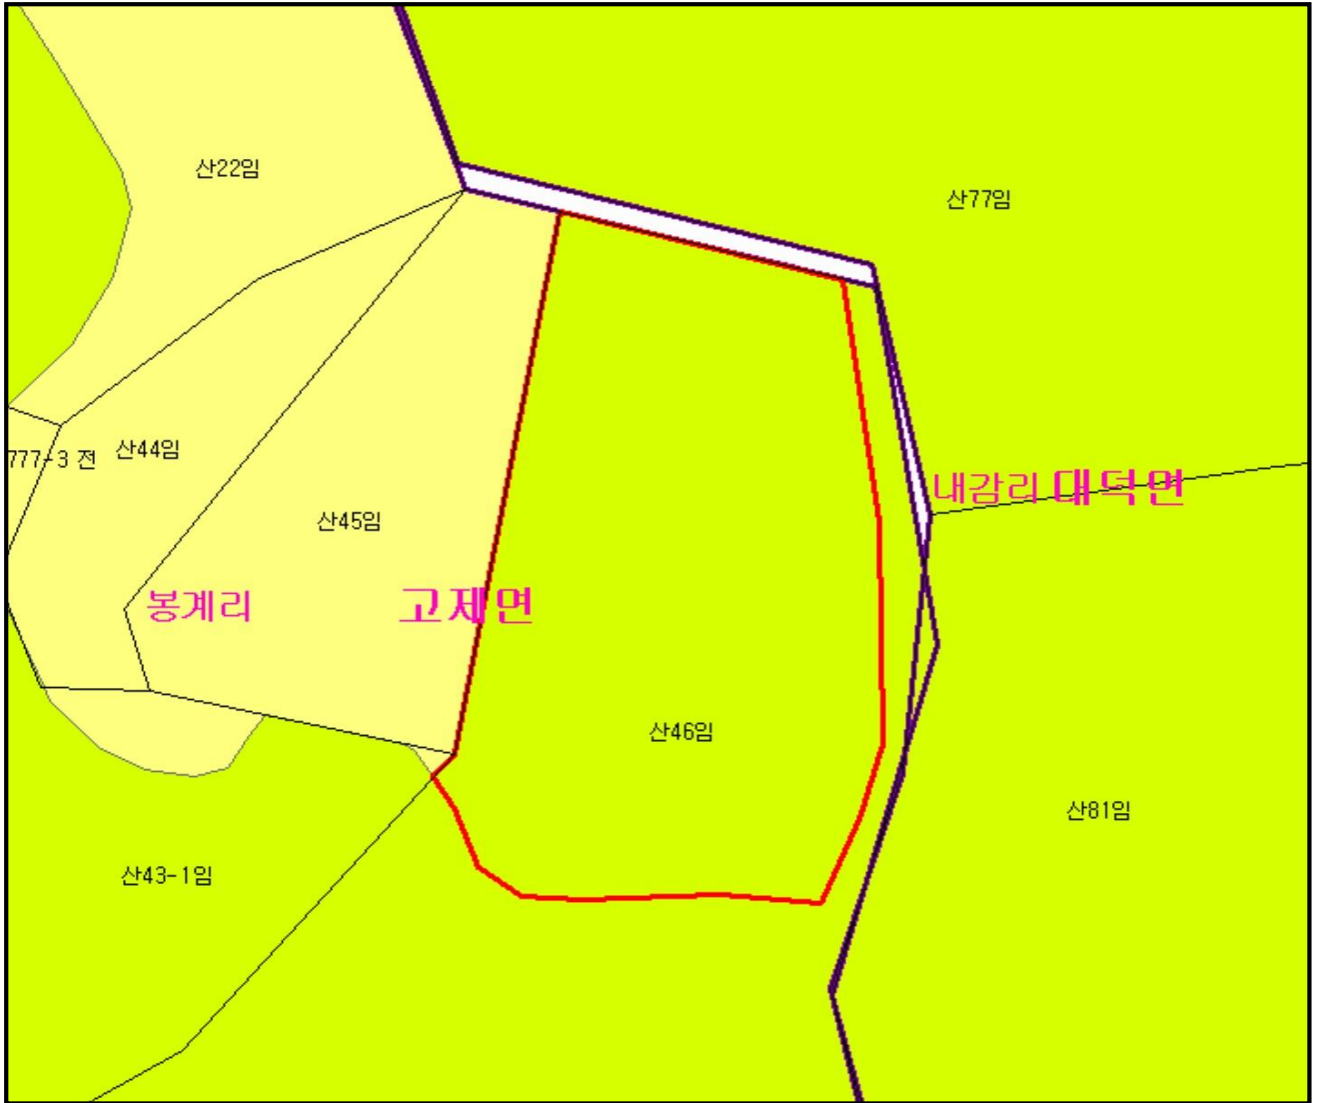 산22임
산77임
777-3 전
산44임
내감리 대덕면
산45임
봉계리
고제면
산46임
산81임
산43-1임